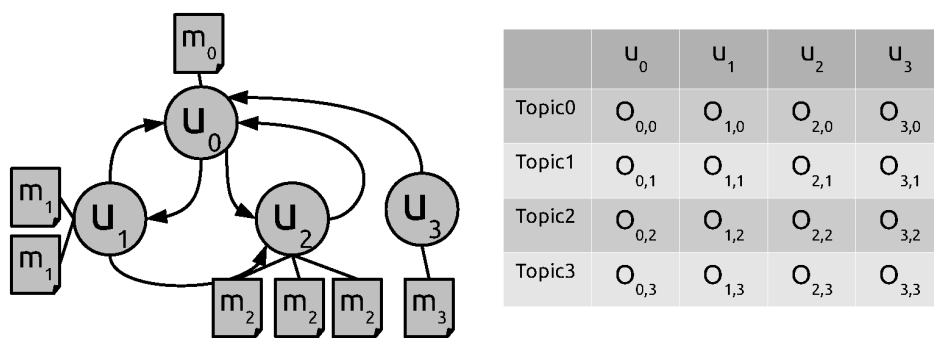 m₀
u₀
m₁
u₁
u₂
u₃
m₁
m₂ m₂ m₂ m₃
u₀ u₁ u₂ u₃
Topic0 O₀,₀ O₁,₀ O₂,₀ O₃,₀
Topic1 O₀,₁ O₁,₁ O₂,₁ O₃,₁
Topic2 O₀,₂ O₁,₂ O₂,₂ O₃,₂
Topic3 O₀,₃ O₁,₃ O₂,₃ O₃,₃